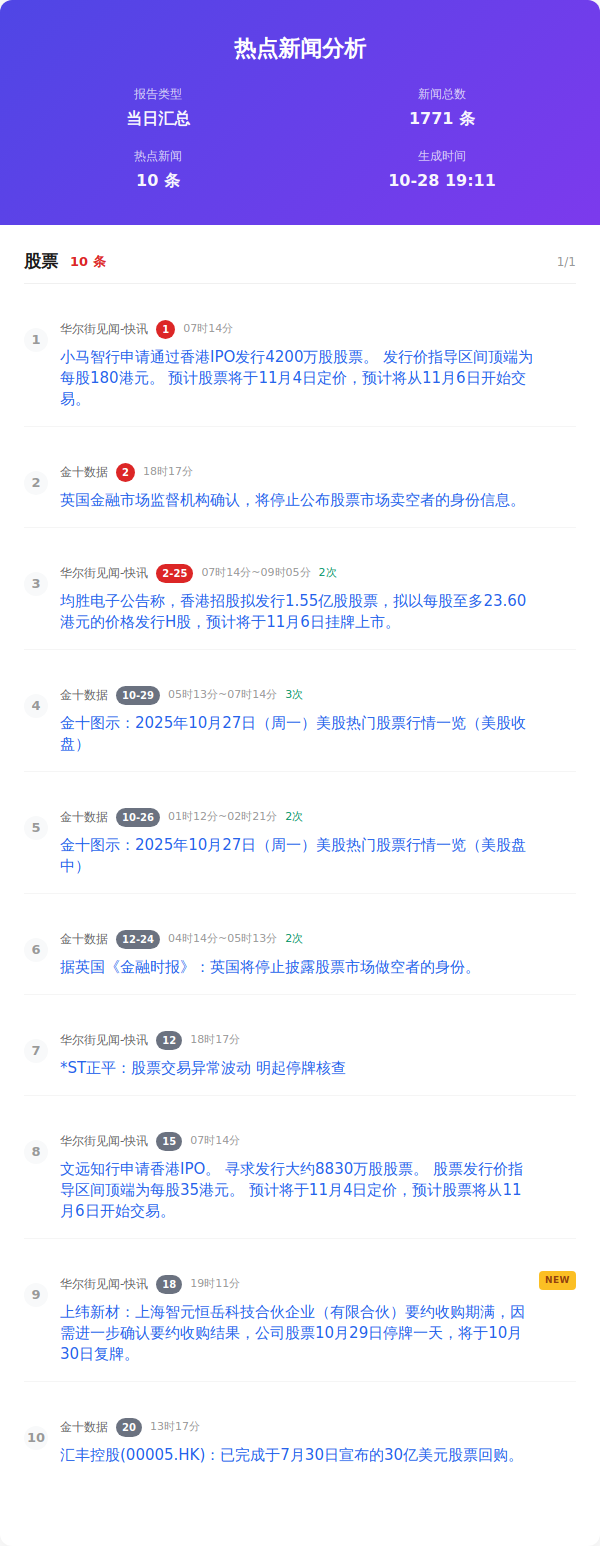 热点新闻分析
报告类型
新闻总数
当日汇总
1771 条
热点新闻
生成时间
10 条
10-28 19:11
股票 10 条 1/1
1
华尔街见闻-快讯 1 07时14分
小马智行申请通过香港IPO发行4200万股股票。 发行价指导区间顶端为
每股180港元。 预计股票将于11月4日定价，预计将从11月6日开始交
易。
2
金十数据 2 18时17分
英国金融市场监督机构确认，将停止公布股票市场卖空者的身份信息。
3
华尔街见闻-快讯 2-25 07时14分~09时05分 2次
均胜电子公告称，香港招股拟发行1.55亿股股票，拟以每股至多23.60
港元的价格发行H股，预计将于11月6日挂牌上市。
4
金十数据 10-29 05时13分~07时14分 3次
金十图示：2025年10月27日（周一）美股热门股票行情一览（美股收
盘）
5
金十数据 10-26 01时12分~02时21分 2次
金十图示：2025年10月27日（周一）美股热门股票行情一览（美股盘
中）
6
金十数据 12-24 04时14分~05时13分 2次
据英国《金融时报》：英国将停止披露股票市场做空者的身份。
7
华尔街见闻-快讯 12 18时17分
*ST正平：股票交易异常波动 明起停牌核查
8
华尔街见闻-快讯 15 07时14分
文远知行申请香港IPO。 寻求发行大约8830万股股票。 股票发行价指
导区间顶端为每股35港元。 预计将于11月4日定价，预计股票将从11
月6日开始交易。
9
华尔街见闻-快讯 18 19时11分 NEW
上纬新材：上海智元恒岳科技合伙企业（有限合伙）要约收购期满，因
需进一步确认要约收购结果，公司股票10月29日停牌一天，将于10月
30日复牌。
10
金十数据 20 13时17分
汇丰控股(00005.HK)：已完成于7月30日宣布的30亿美元股票回购。